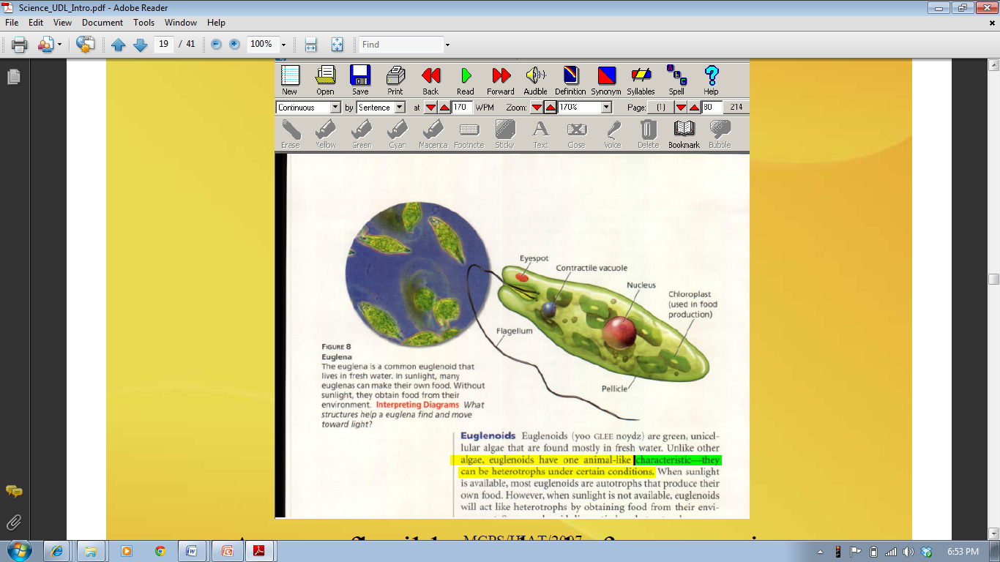 Science_UDL_Intro.pdf - Adobe Reader
File Edit View Document Tools Window Help
19 / 41 100% Find
New Open Save Print Back Read Forward Audible Definition Synonym Syllables Spell Help
Continuous by Sentence at 170 WPM Zoom: 170% Page: (1) 80 214
Erase Yellow Green Cyan Macenta Footnote Sticky Text Close Voice Delete Bookmark Bubble
Eyespot
Contractile vacuole
Nucleus
Chloroplast
(used in food
production)
Flagellum
Pellicle
FIGURE 8
Euglena
The euglena is a common euglenoid that
lives in fresh water. In sunlight, many
euglenas can make their own food. Without
sunlight, they obtain food from their
environment. Interpreting Diagrams What
structures help a euglena find and move
toward light?
Euglenoids Euglenoids (yoo GLEE noydz) are green, unicel-
lular algae that are found mostly in fresh water. Unlike other
algae, euglenoids have one animal-like characteristic—they
can be heterotrophs under certain conditions. When sunlight
is available, most euglenoids are autotrophs that produce their
own food. However, when sunlight is not available, euglenoids
will act like heterotrophs by obtaining food from their envi-
MCPS/HIAT/2007
6:53 PM